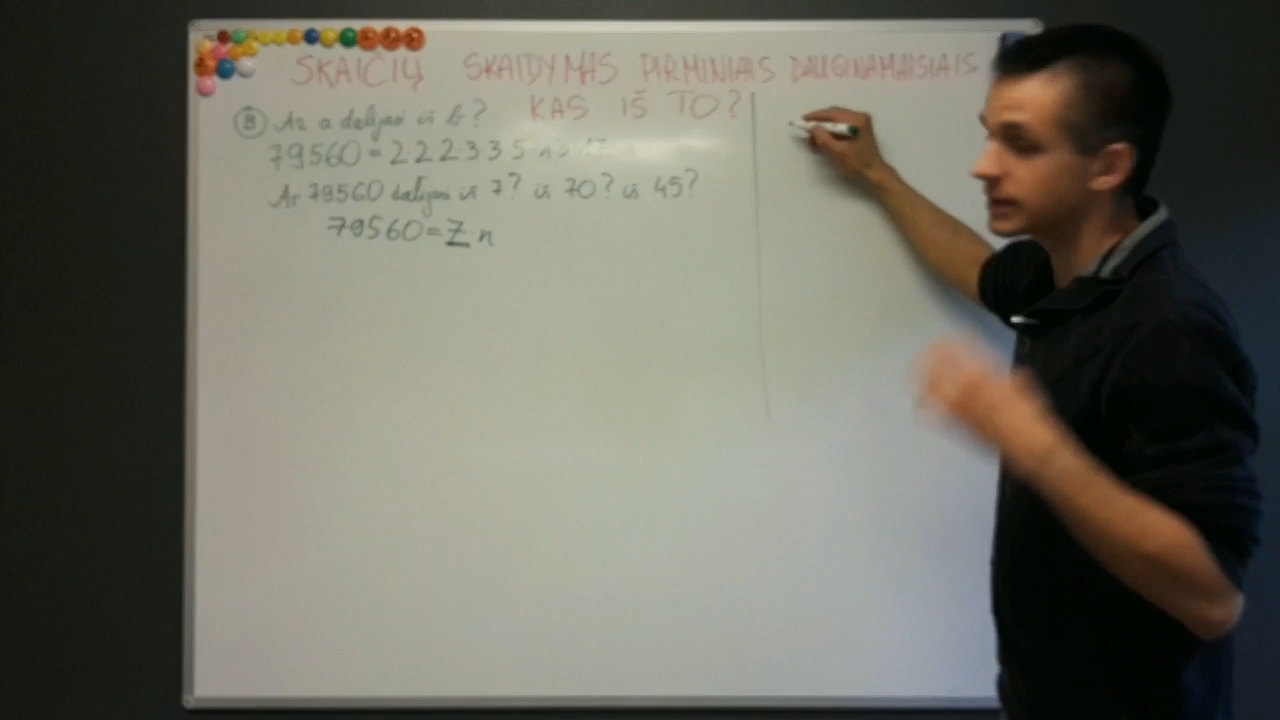 SKAIČIŲ SKAIDYMAS PIRMINIAIS DAUGINAMAISIAIS
KAS IŠ TO?
B Ar a dalijasi iš b?
79560 = 2 2 2 3 3 5
Ar 79560 dalijasi iš 7? iš 70? iš 45?
79560 = 7·n